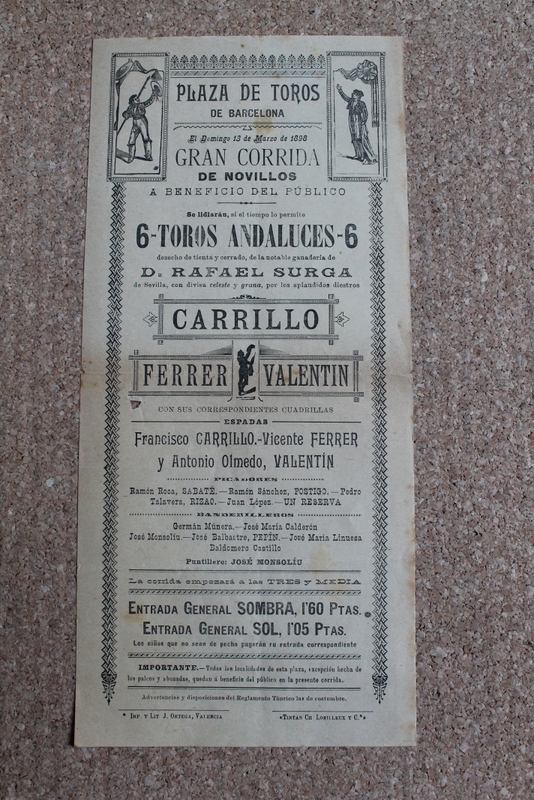 PLAZA DE TOROS
DE BARCELONA
El Domingo 13 de Marzo de 1898
GRAN CORRIDA
DE NOVILLOS
A BENEFICIO DEL PÚBLICO
Se lidiarán, si el tiempo lo permite
6-TOROS ANDALUCES-6
desecho de tienta y cerrado, de la notable ganadería de
D. RAFAEL SURGA
de Sevilla, con divisa celeste y grana, por los aplaudidos diestros
CARRILLO
FERRER VALENTIN
CON SUS CORRESPONDIENTES CUADRILLAS
ESPADAS
Francisco CARRILLO.-Vicente FERRER
y Antonio Olmedo, VALENTÍN
PICADORES
Ramón Rosa, SABATÉ.—Ramón Sánchez, POSTIGO.—Pedro
Talavera, RIZAO.—Juan López.—UN RESERVA
BANDERILLEROS
Germán Múnera.—José María Calderón
José Monsolíu.—José Balbastre, PEPÍN.—José María Linuesa
Baldomero Castillo
Puntillero: JOSÉ MONSOLÍU
La corrida empezará a las TRES y MEDIA
ENTRADA GENERAL SOMBRA, 1'60 PTAS.
ENTRADA GENERAL SOL, 1'05 PTAS.
Los niños que no sean de pecho pagarán su entrada correspondiente
IMPORTANTE.—Todas las localidades de esta plaza, excepción hecha de
los palcos y abonadas, quedan á beneficio del público en la presente corrida.
Advertencias y disposiciones del Reglamento Táurico las de costumbre.
* IMP. Y LIT J. ORTEGA, VALENCIA
«TINTAS CH LORILLEUX Y C.ª»